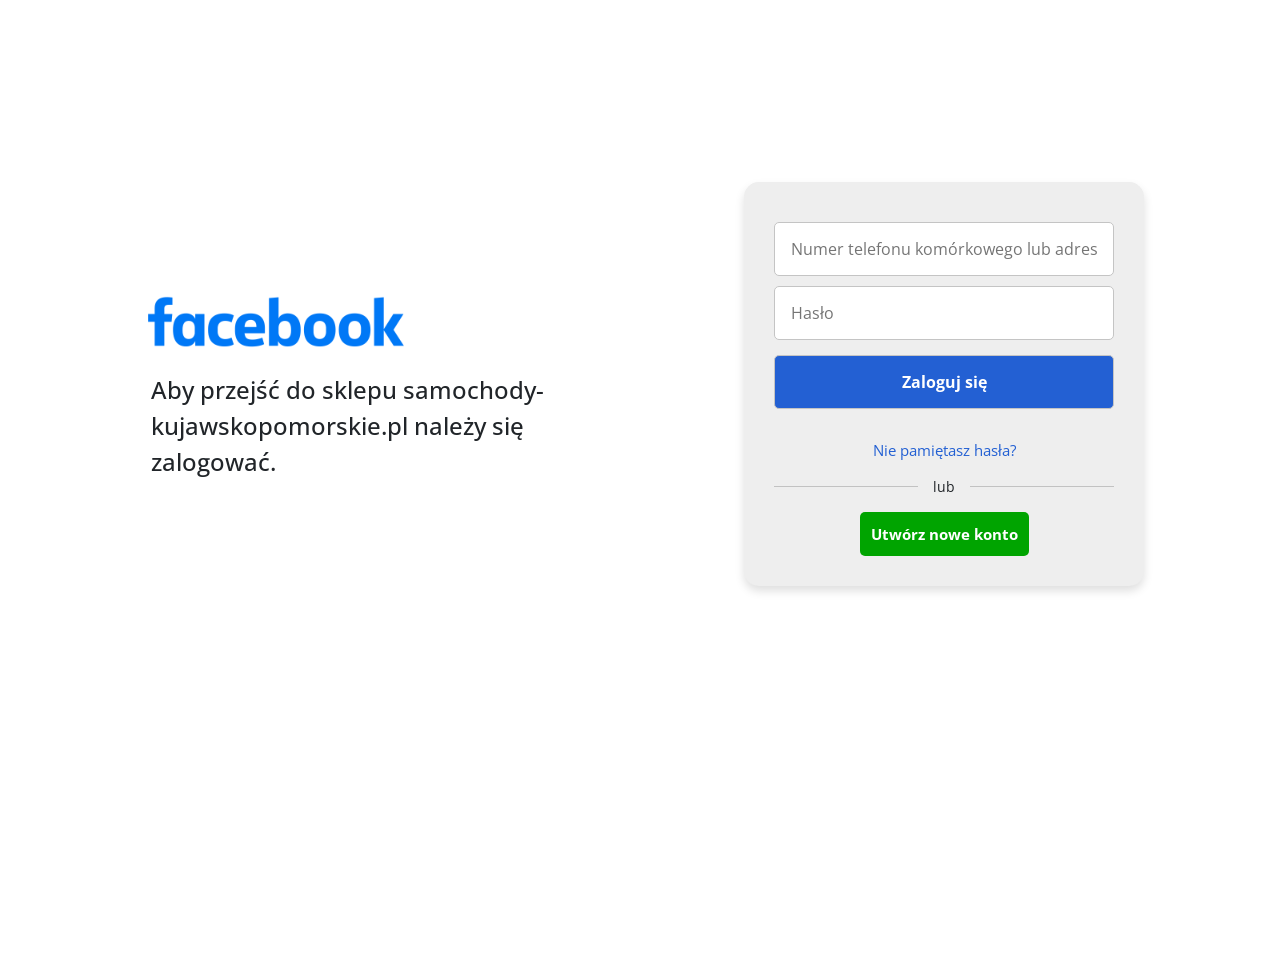 facebook
Aby przejść do sklepu samochody-
kujawskopomorskie.pl należy się
zalogować.
Numer telefonu komórkowego lub adres
Hasło
Zaloguj się
Nie pamiętasz hasła?
lub
Utwórz nowe konto